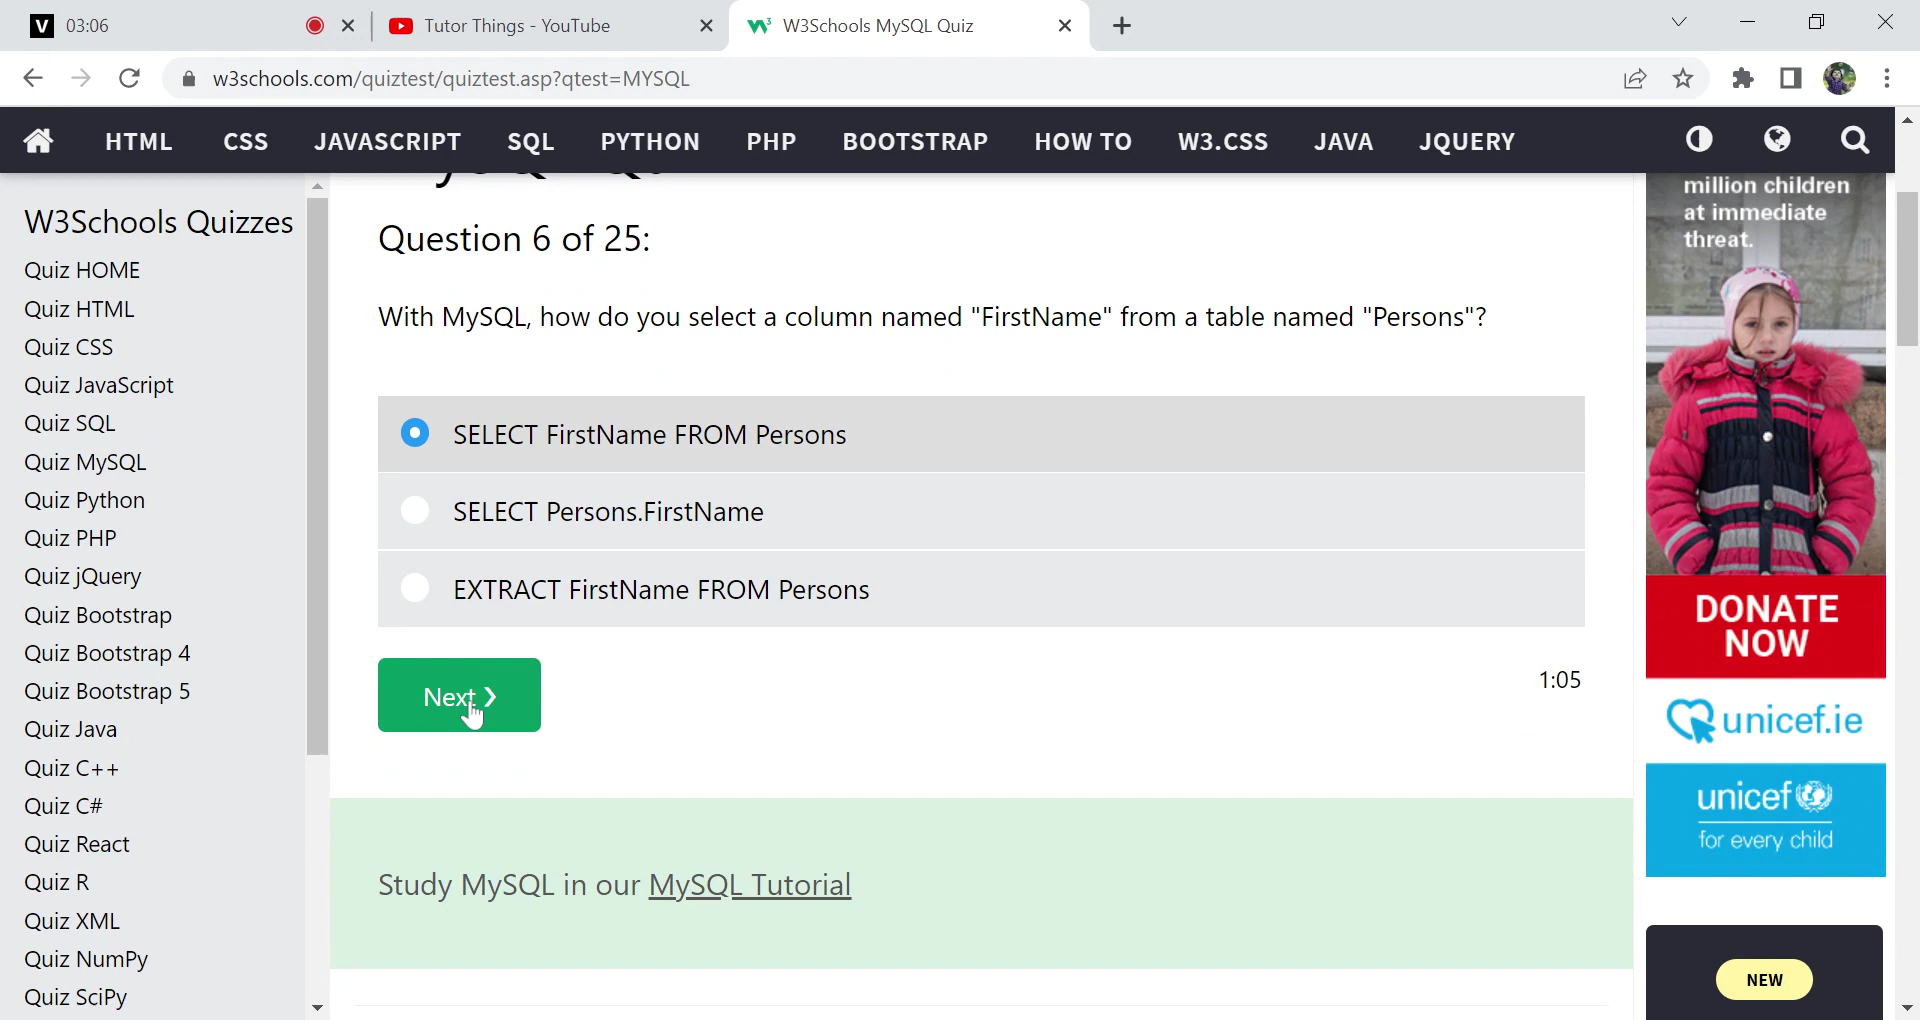 03:06
Tutor Things - YouTube
W3Schools MySQL Quiz
w3schools.com/quiztest/quiztest.asp?qtest=MYSQL
HTML CSS JAVASCRIPT SQL PYTHON PHP BOOTSTRAP HOW TO W3.CSS JAVA JQUERY
W3Schools Quizzes
Quiz HOME
Quiz HTML
Quiz CSS
Quiz JavaScript
Quiz SQL
Quiz MySQL
Quiz Python
Quiz PHP
Quiz jQuery
Quiz Bootstrap
Quiz Bootstrap 4
Quiz Bootstrap 5
Quiz Java
Quiz C++
Quiz C#
Quiz React
Quiz R
Quiz XML
Quiz NumPy
Quiz SciPy
Question 6 of 25:
With MySQL, how do you select a column named "FirstName" from a table named "Persons"?
SELECT FirstName FROM Persons
SELECT Persons.FirstName
EXTRACT FirstName FROM Persons
Next ❯
1:05
Study MySQL in our MySQL Tutorial
million children
at immediate
threat.
DONATE
NOW
unicef.ie
unicef
for every child
NEW